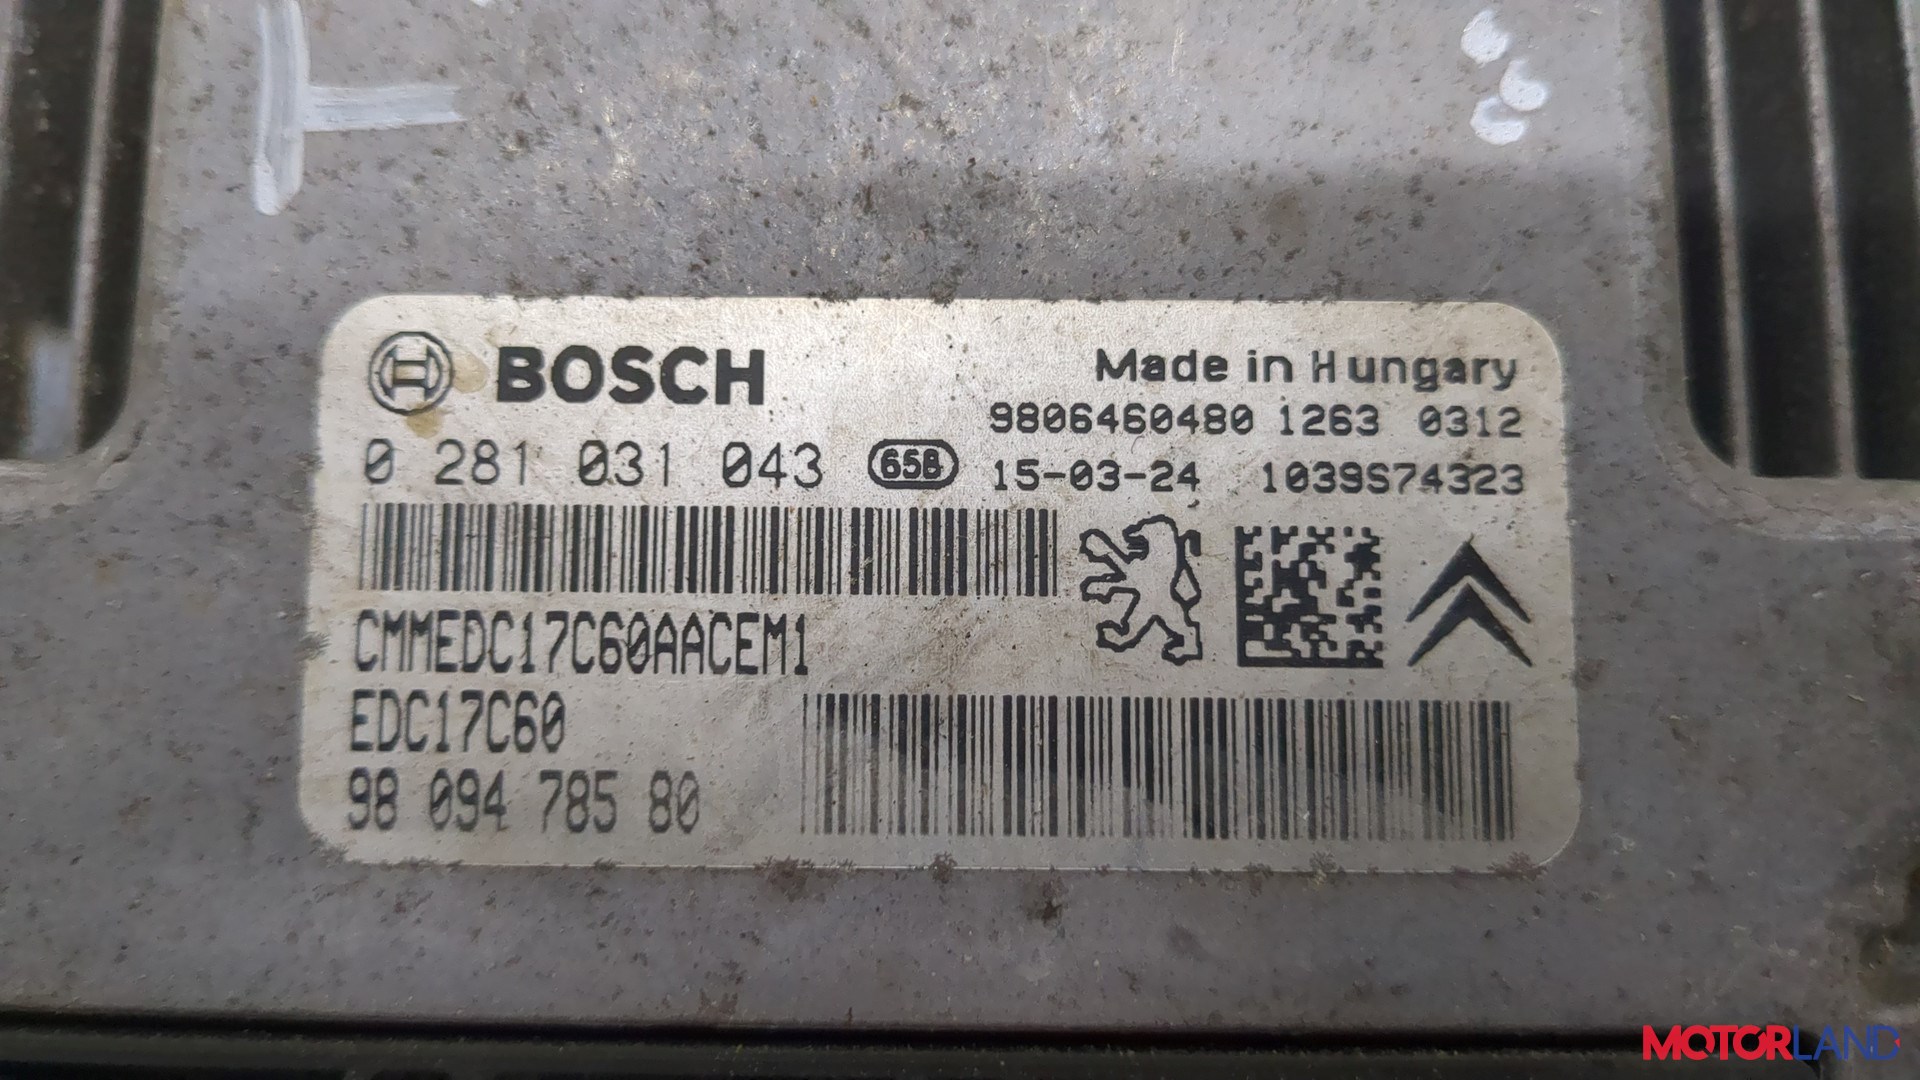 BOSCH
Made in Hungary
9806460480 1263 0312
0 281 031 043 65B 15-03-24 1039S74323
CMMEDC17C60AACEM1
EDC17C60
98 094 785 80
MOTORLAND